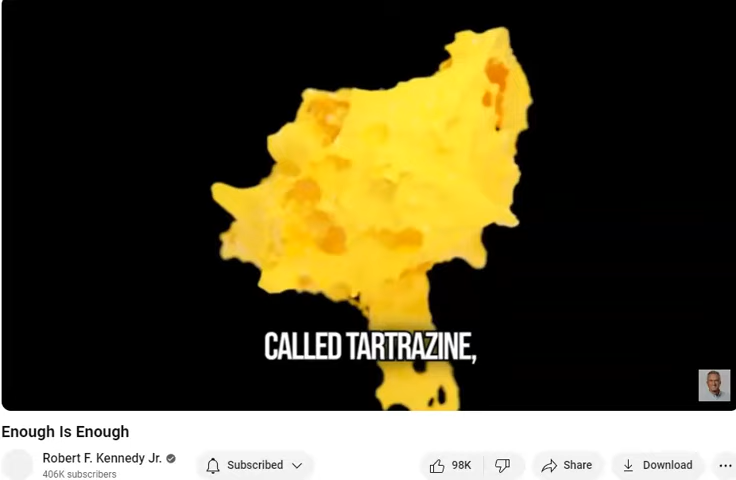 CALLED TARTRAZINE,
Enough Is Enough
Robert F. Kennedy Jr.
406K subscribers
Subscribed
98K
Share
Download